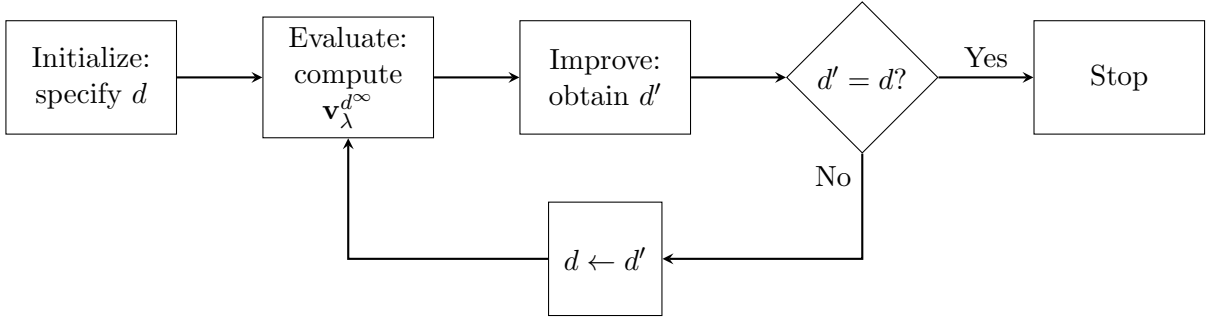 Initialize:
specify d
Evaluate:
compute
𝐯_λ^{d^∞}
Improve:
obtain d′
d′ = d?
Yes
Stop
No
d ← d′